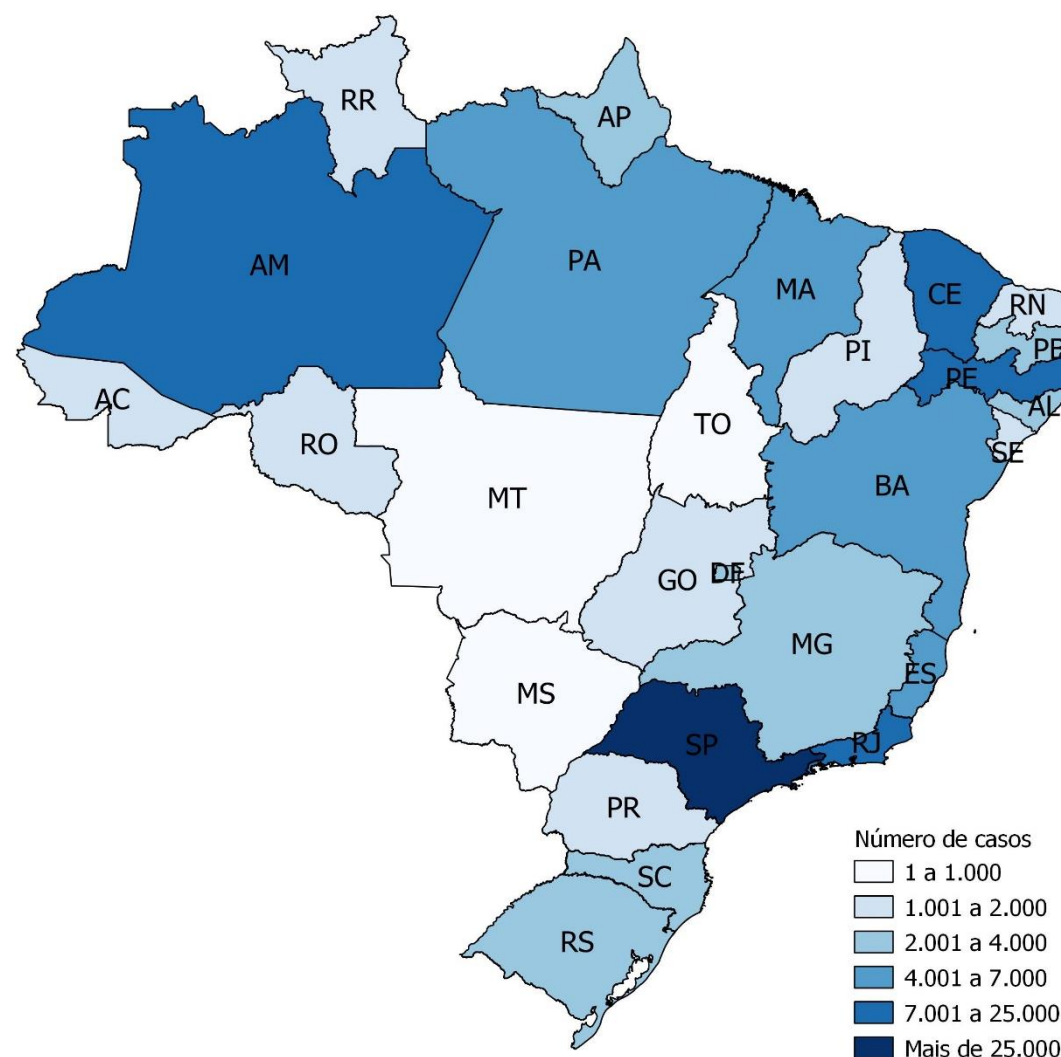 RR
AP
AM
PA
MA
CE
RN
PI
PB
PE
AC
AL
TO
RO
SE
MT
BA
GO
DF
MG
MS
ES
SP
RJ
PR
SC
RS
Número de casos
1 a 1.000
1.001 a 2.000
2.001 a 4.000
4.001 a 7.000
7.001 a 25.000
Mais de 25.000